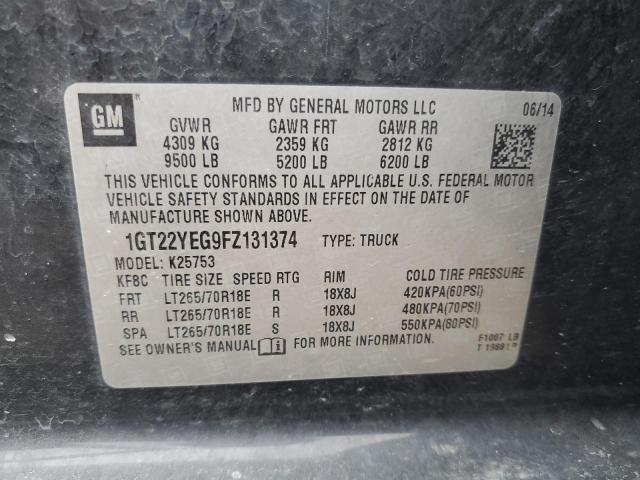 GM
MFD BY GENERAL MOTORS LLC 06/14
GVWR GAWR FRT GAWR RR
4309 KG 2359 KG 2812 KG
9500 LB 5200 LB 6200 LB
THIS VEHICLE CONFORMS TO ALL APPLICABLE U.S. FEDERAL MOTOR
VEHICLE SAFETY STANDARDS IN EFFECT ON THE DATE OF
MANUFACTURE SHOWN ABOVE.
1GT22YEG9FZ131374 TYPE: TRUCK
MODEL: K25753
KF8C TIRE SIZE SPEED RTG RIM COLD TIRE PRESSURE
FRT LT265/70R18E R 18X8J 420KPA(60PSI)
RR LT265/70R18E R 18X8J 480KPA(70PSI)
SPA LT265/70R18E S 18X8J 550KPA(80PSI)
SEE OWNER'S MANUAL FOR MORE INFORMATION. F1007 LB
T